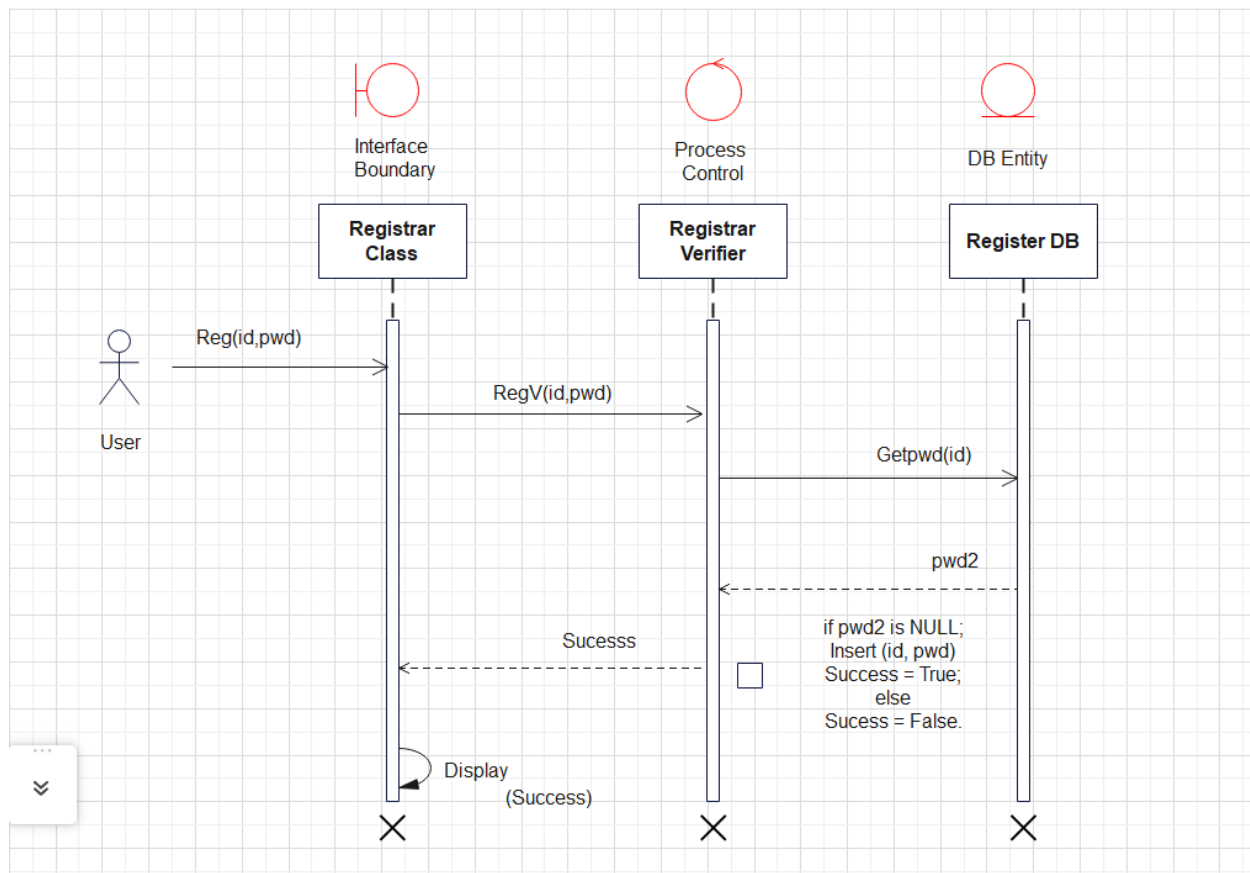 Interface
Boundary
Process
Control
DB Entity
Registrar
Class
Registrar
Verifier
Register DB
Reg(id,pwd)
User
RegV(id,pwd)
Getpwd(id)
pwd2
Sucesss
if pwd2 is NULL;
Insert (id, pwd)
Success = True;
else
Sucess = False.
Display
(Success)